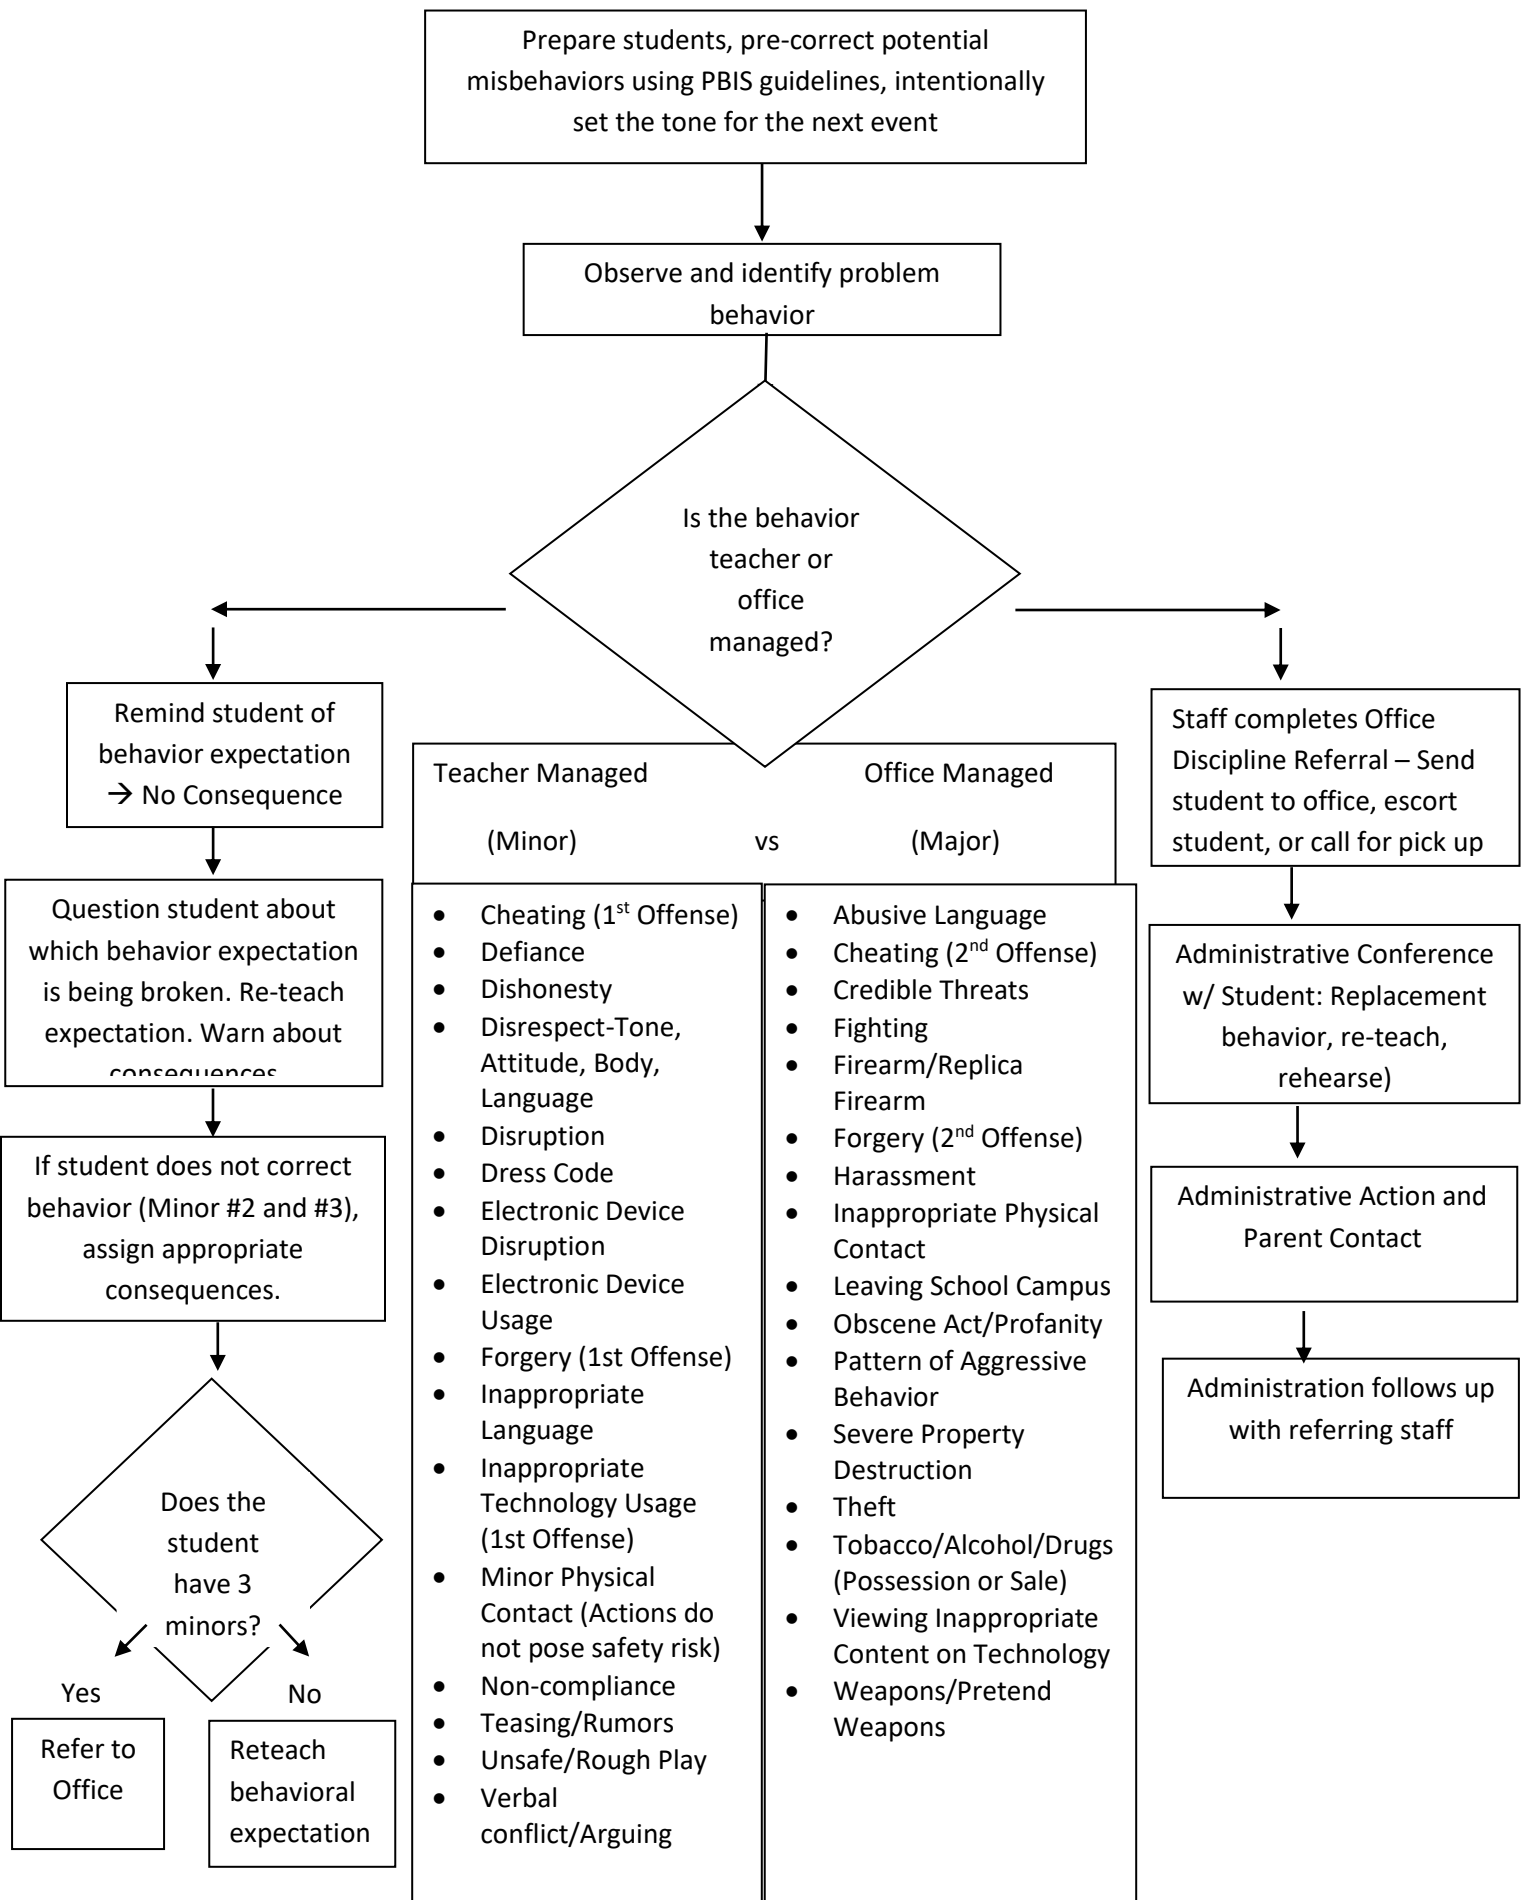 Prepare students, pre-correct potential
misbehaviors using PBIS guidelines, intentionally
set the tone for the next event
Observe and identify problem
behavior
Is the behavior
teacher or
office
managed?
Remind student of
behavior expectation
→ No Consequence
Question student about
which behavior expectation
is being broken. Re-teach
expectation. Warn about
consequences
If student does not correct
behavior (Minor #2 and #3),
assign appropriate
consequences.
Does the
student
have 3
minors?
Yes
No
Refer to
Office
Reteach
behavioral
expectation
Teacher Managed Office Managed
(Minor) vs (Major)
• Cheating (1st Offense)
• Defiance
• Dishonesty
• Disrespect-Tone,
Attitude, Body,
Language
• Disruption
• Dress Code
• Electronic Device
Disruption
• Electronic Device
Usage
• Forgery (1st Offense)
• Inappropriate
Language
• Inappropriate
Technology Usage
(1st Offense)
• Minor Physical
Contact (Actions do
not pose safety risk)
• Non-compliance
• Teasing/Rumors
• Unsafe/Rough Play
• Verbal
conflict/Arguing
• Abusive Language
• Cheating (2nd Offense)
• Credible Threats
• Fighting
• Firearm/Replica
Firearm
• Forgery (2nd Offense)
• Harassment
• Inappropriate Physical
Contact
• Leaving School Campus
• Obscene Act/Profanity
• Pattern of Aggressive
Behavior
• Severe Property
Destruction
• Theft
• Tobacco/Alcohol/Drugs
(Possession or Sale)
• Viewing Inappropriate
Content on Technology
• Weapons/Pretend
Weapons
Staff completes Office
Discipline Referral – Send
student to office, escort
student, or call for pick up
Administrative Conference
w/ Student: Replacement
behavior, re-teach,
rehearse)
Administrative Action and
Parent Contact
Administration follows up
with referring staff